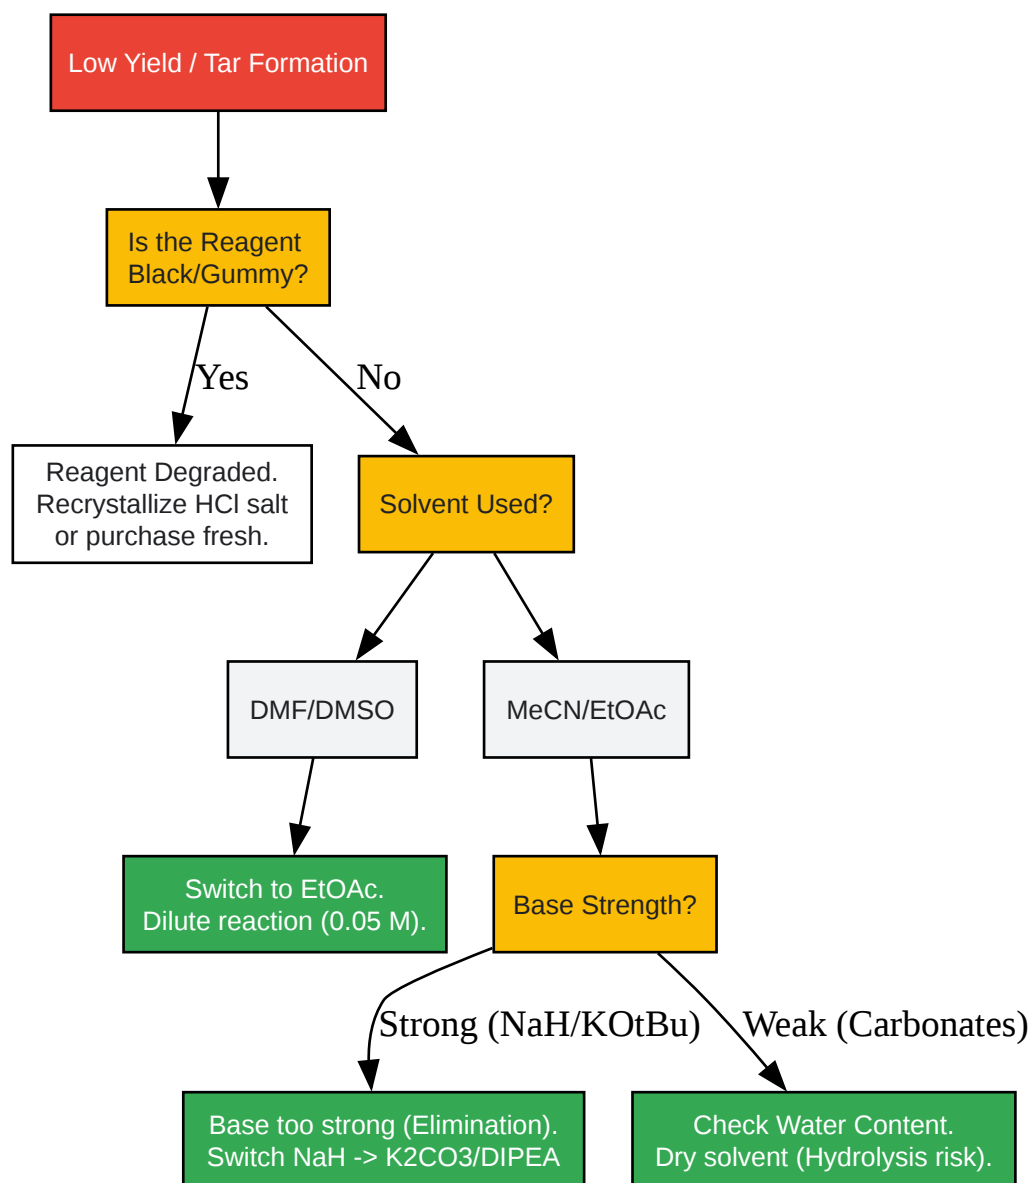 Low Yield / Tar Formation
Is the Reagent
Black/Gummy?
Yes
No
Reagent Degraded.
Recrystallize HCl salt
or purchase fresh.
Solvent Used?
DMF/DMSO
MeCN/EtOAc
Switch to EtOAc.
Dilute reaction (0.05 M).
Base Strength?
Strong (NaH/KOtBu)
Weak (Carbonates)
Base too strong (Elimination).
Switch NaH -> K2CO3/DIPEA
Check Water Content.
Dry solvent (Hydrolysis risk).